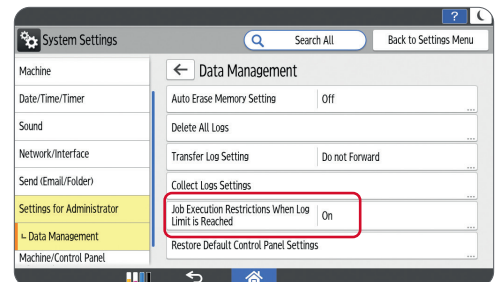 ?
System Settings
Search All
Back to Settings Menu
Machine
Date/Time/Timer
Sound
Network/Interface
Send (Email/Folder)
Settings for Administrator
Data Management
Machine/Control Panel
← Data Management
Auto Erase Memory Setting Off
Delete All Logs
Transfer Log Setting Do not Forward
Collect Logs Settings
Job Execution Restrictions When Log
Limit is Reached On
Restore Default Control Panel Settings